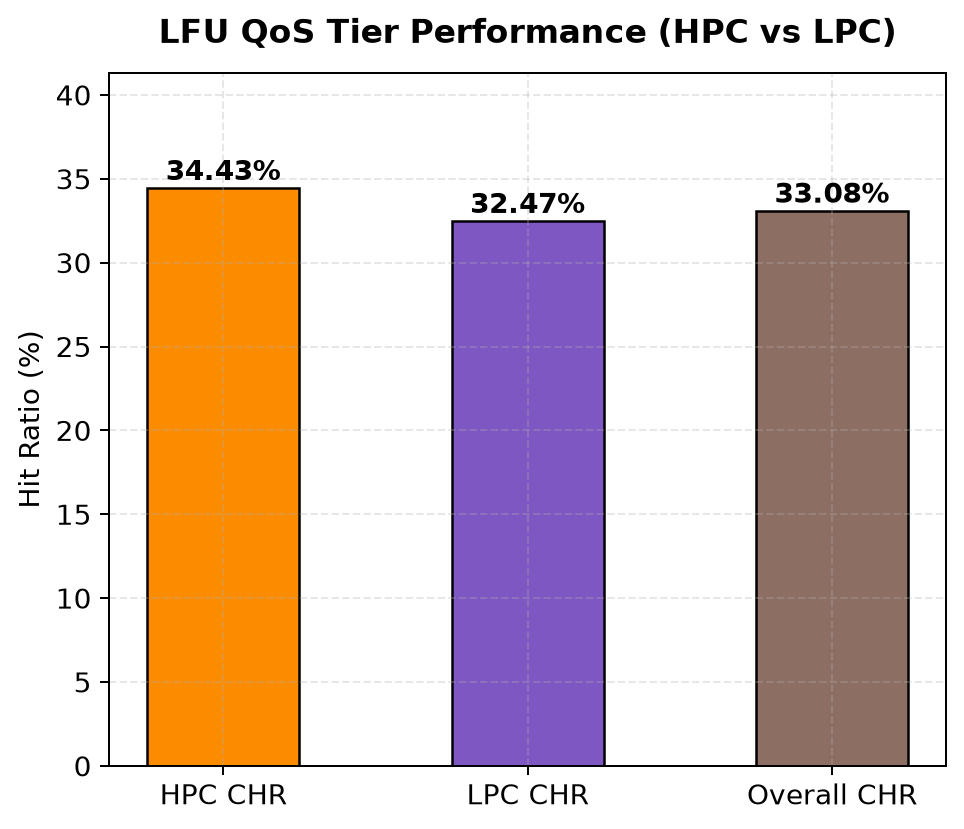 LFU QoS Tier Performance (HPC vs LPC)
Hit Ratio (%)
40
35
30
25
20
15
10
5
0
34.43%
32.47%
33.08%
HPC CHR
LPC CHR
Overall CHR